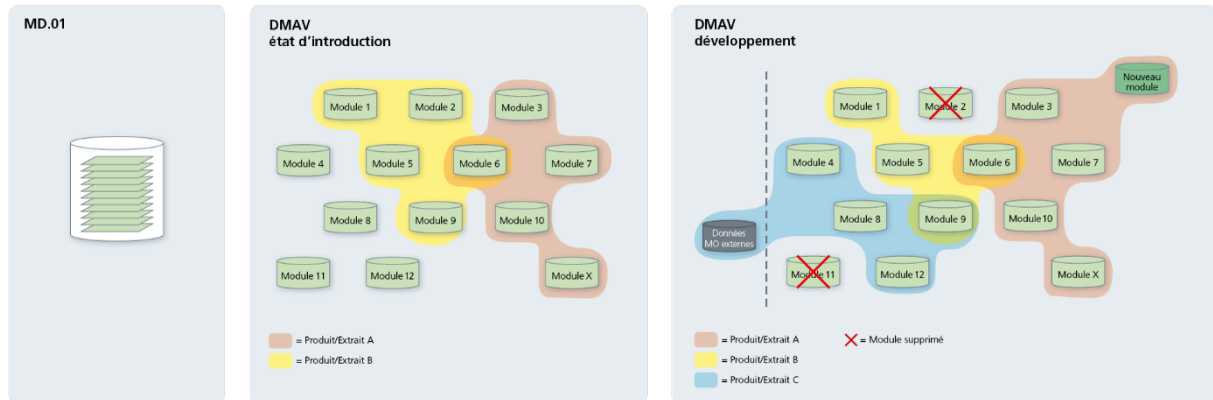 MD.01
DMAV
état d’introduction
Module 1
Module 2
Module 3
Module 4
Module 5
Module 6
Module 7
Module 8
Module 9
Module 10
Module 11
Module 12
Module X
= Produit/Extrait A
= Produit/Extrait B
DMAV
développement
Nouveau
module
Module 1
Module 2
Module 3
Module 4
Module 5
Module 6
Module 7
Données
MO externes
Module 8
Module 9
Module 10
Module 11
Module 12
Module X
= Produit/Extrait A
= Module supprimé
= Produit/Extrait B
= Produit/Extrait C